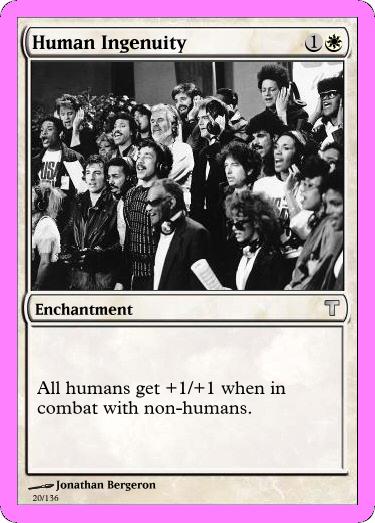 Human Ingenuity 1
USA
Enchantment T
All humans get +1/+1 when in
combat with non-humans.
Jonathan Bergeron
20/136